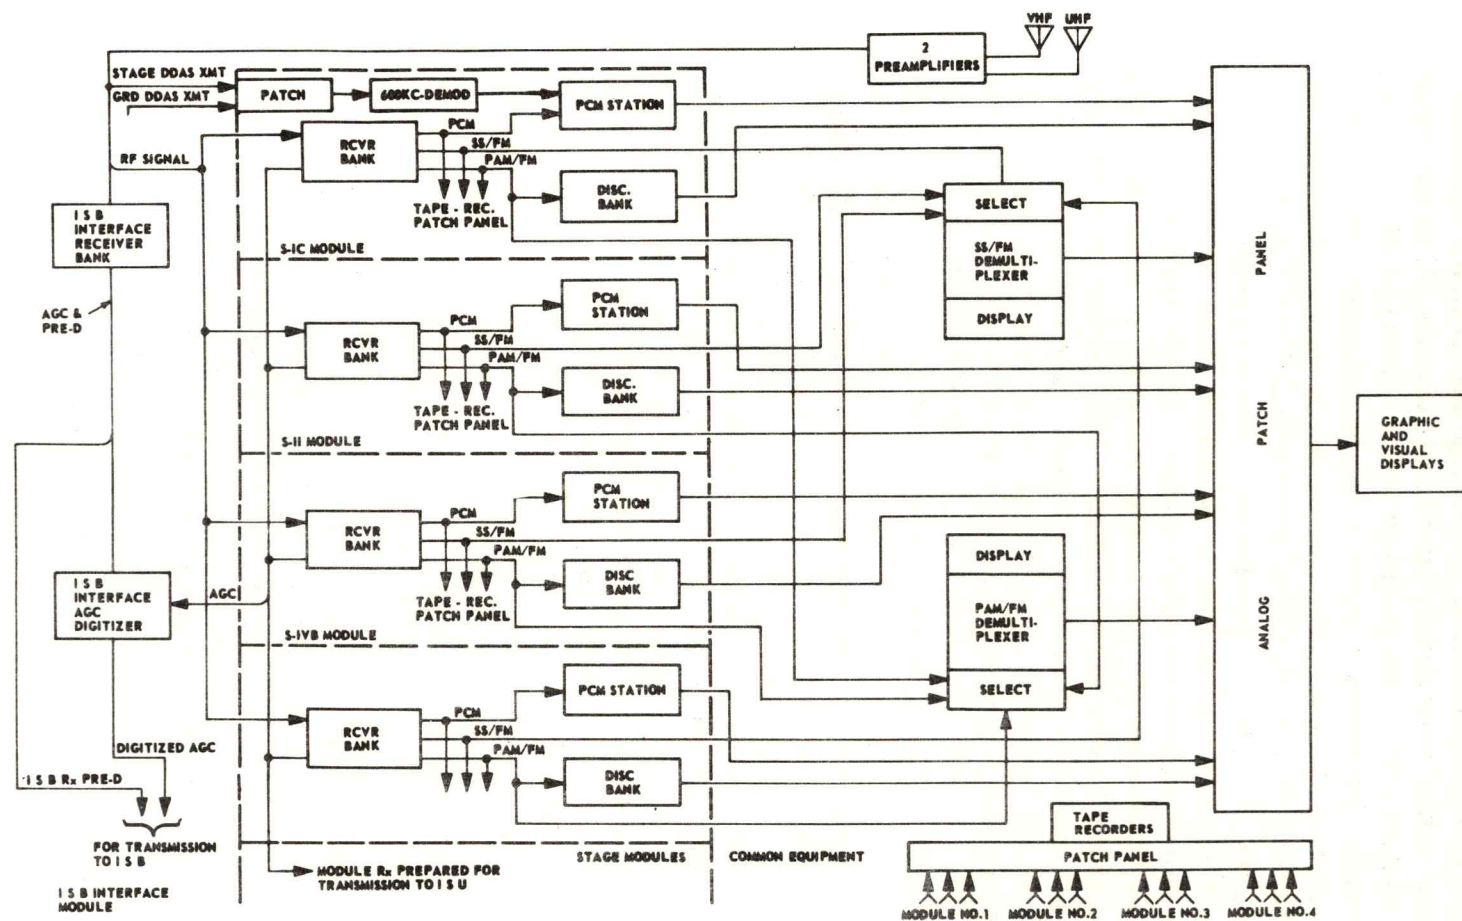 VHF UHF
2
PREAMPLIFIERS
STAGE DDAS XMT
GRD DDAS XMT
PATCH
600KC-DEMOD
PCM STATION
RF SIGNAL
RCVR
BANK
PCM
SS/FM
PAM/FM
TAPE - REC.
PATCH PANEL
DISC.
BANK
S-IC MODULE
I S B
INTERFACE
RECEIVER
BANK
AGC &
PRE-D
SELECT
SS/FM
DEMULTI-
PLEXER
DISPLAY
RCVR
BANK
PCM
SS/FM
PAM/FM
TAPE - REC.
PATCH PANEL
PCM
STATION
DISC.
BANK
S-II MODULE
PANEL
PATCH
ANALOG
GRAPHIC
AND
VISUAL
DISPLAYS
RCVR
BANK
PCM
SS/FM
PAM/FM
TAPE - REC.
PATCH PANEL
PCM
STATION
DISC
BANK
S-IVB MODULE
I S B
INTERFACE
AGC
DIGITIZER
AGC
DISPLAY
PAM/FM
DEMULTI-
PLEXER
SELECT
RCVR
BANK
PCM
SS/FM
PAM/FM
PCM STATION
DISC
BANK
DIGITIZED AGC
I S B Rx PRE-D
FOR TRANSMISSION
TO I S B
I S B INTERFACE
MODULE
STAGE MODULES
COMMON EQUIPMENT
MODULE Rx PREPARED FOR
TRANSMISSION TO I S U
TAPE
RECORDERS
PATCH PANEL
MODULE NO.1 MODULE NO.2 MODULE NO.3 MODULE NO.4